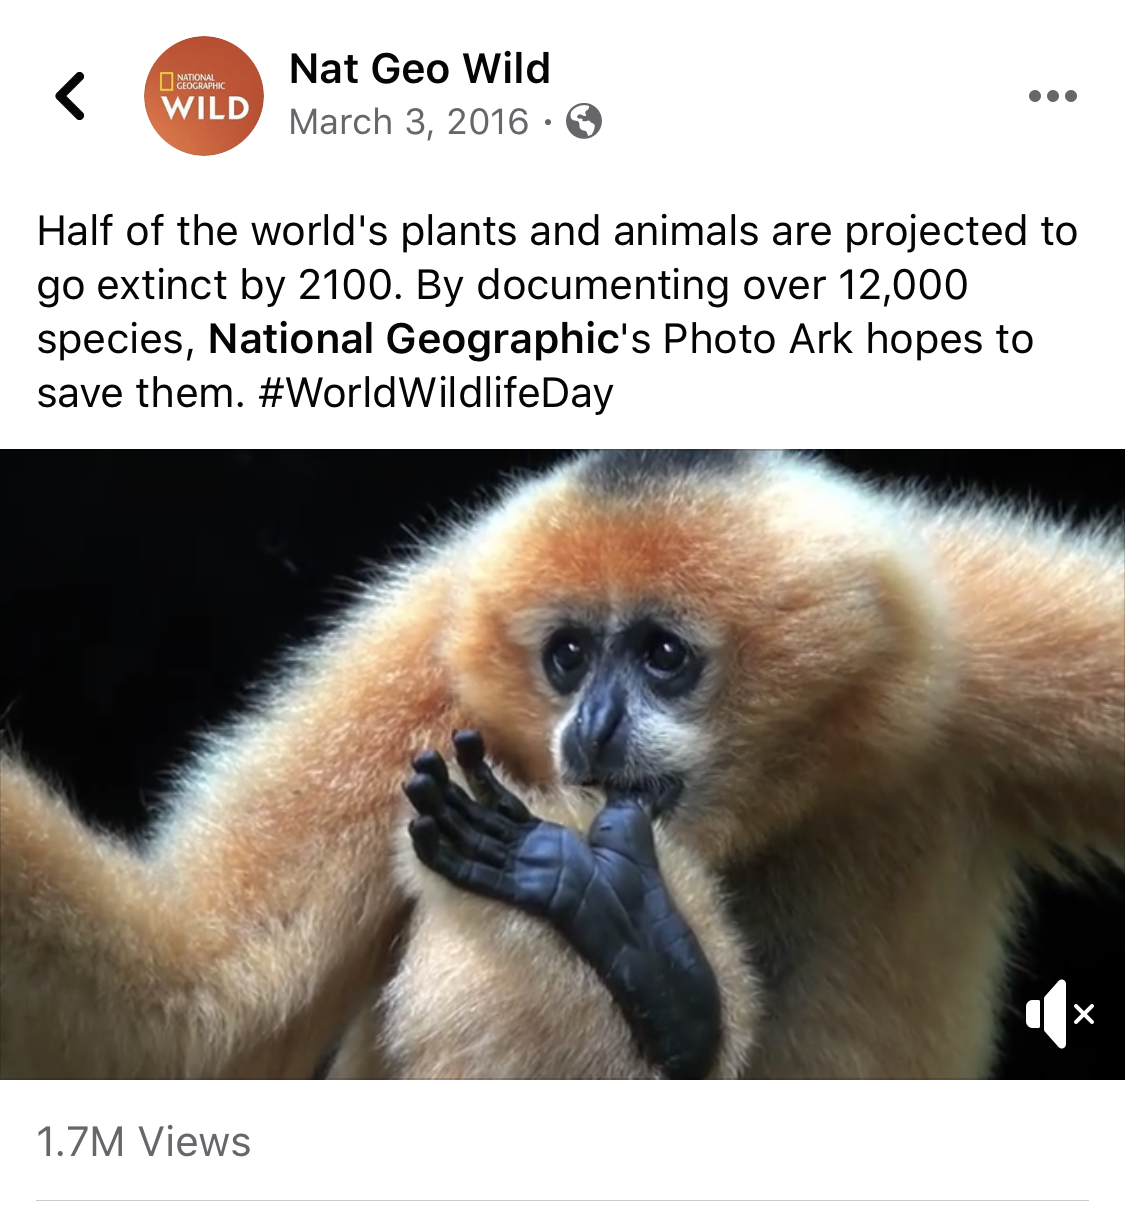 NATIONAL
GEOGRAPHIC
WILD
Nat Geo Wild
March 3, 2016 ·
Half of the world's plants and animals are projected to
go extinct by 2100. By documenting over 12,000
species, National Geographic's Photo Ark hopes to
save them. #WorldWildlifeDay
1.7M Views